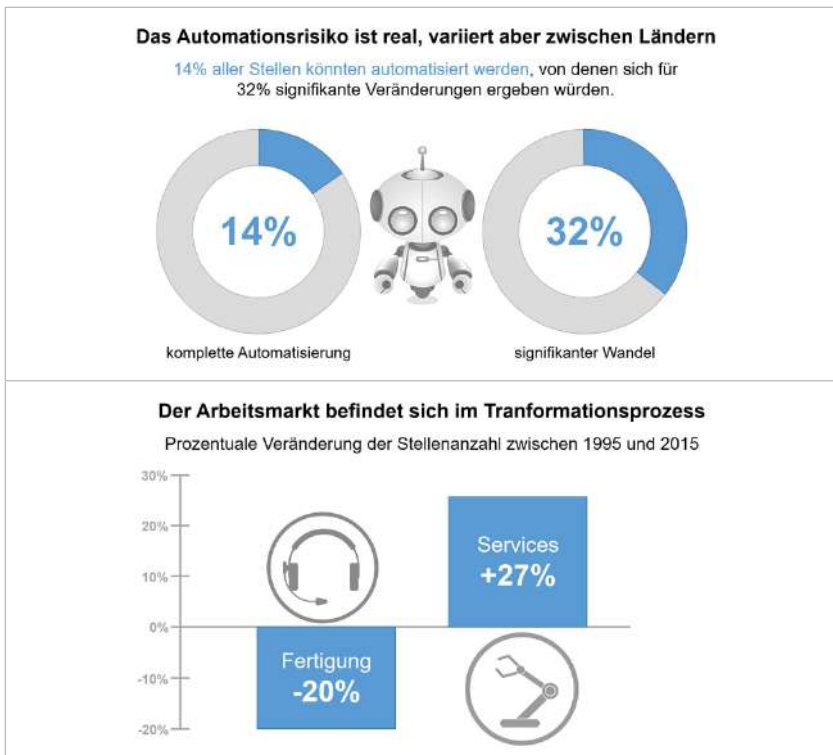 Das Automationsrisiko ist real, variiert aber zwischen Ländern
14% aller Stellen könnten automatisiert werden, von denen sich für
32% signifikante Veränderungen ergeben würden.
14%
32%
komplette Automatisierung
signifikanter Wandel
Der Arbeitsmarkt befindet sich im Tranformationsprozess
Prozentuale Veränderung der Stellenanzahl zwischen 1995 und 2015
30%
20%
10%
0%
-10%
-20%
Services
+27%
Fertigung
-20%